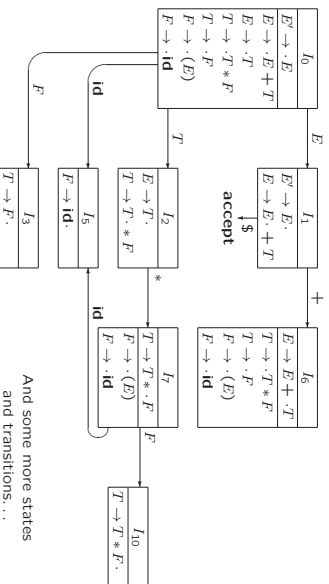 I₀
E′ → ·E
E → ·E + T
E → ·T
T → ·T * F
T → ·F
F → ·(E)
F → ·id
E
I₁
E′ → E·
E → E· + T
$
accept
+
I₆
E → E + ·T
T → ·T * F
T → ·F
F → ·(E)
F → ·id
T
I₂
E → T·
T → T· * F
*
I₇
T → T * ·F
F → ·(E)
F → ·id
F
I₁₀
T → T * F·
id
I₅
F → id·
id
F
I₃
T → F·
And some more states
and transitions...